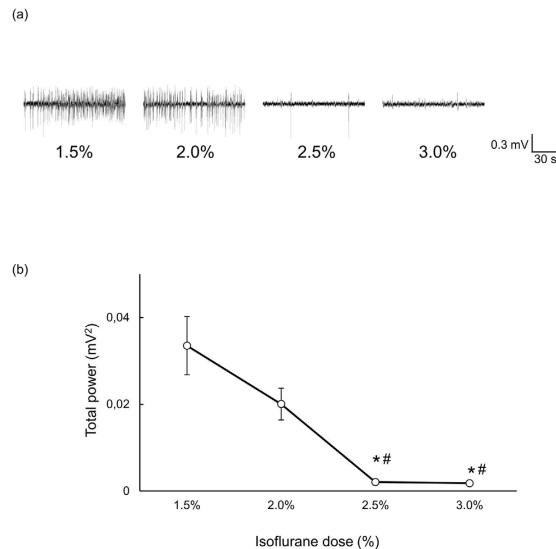 (a)
1.5% 2.0% 2.5% 3.0%
0.3 mV
30 s
(b)
Total power (mV²)
0,04
0,02
0
*#
*#
1.5% 2.0% 2.5% 3.0%
Isoflurane dose (%)